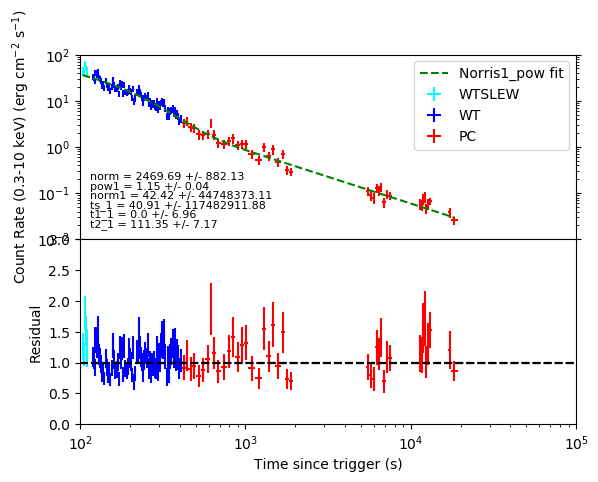 Count Rate (0.3-10 keV) (erg cm⁻² s⁻¹)
10²
10¹
10⁰
10⁻¹
Norris1_pow fit
WTSLEW
WT
PC
norm = 2469.69 +/- 882.13
pow1 = 1.15 +/- 0.04
norm1 = 42.42 +/- 44748373.11
ts_1 = 40.91 +/- 117482911.88
t1_1 = 0.0 +/- 6.96
t2_1 = 111.35 +/- 7.17
Residual
2.5
2.0
1.5
1.0
0.5
0.0
10²
10³
10⁴
10⁵
Time since trigger (s)